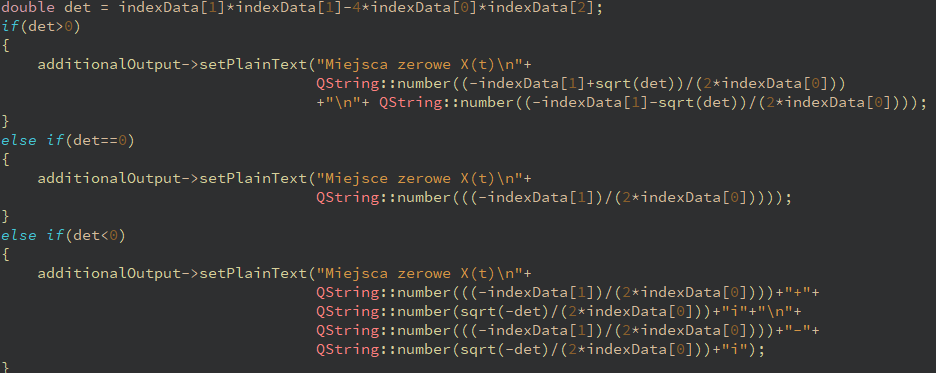 double det = indexData[1]*indexData[1]-4*indexData[0]*indexData[2];
if(det>0)
{
    additionalOutput->setPlainText("Miejsca zerowe X(t)\n"+
                                   QString::number((-indexData[1]+sqrt(det))/(2*indexData[0]))
                                   +"\n"+ QString::number((-indexData[1]-sqrt(det))/(2*indexData[0])));
}
else if(det==0)
{
    additionalOutput->setPlainText("Miejsce zerowe X(t)\n"+
                                   QString::number(((-indexData[1])/(2*indexData[0]))));
}
else if(det<0)
{
    additionalOutput->setPlainText("Miejsca zerowe X(t)\n"+
                                   QString::number(((-indexData[1])/(2*indexData[0])))+"+"+
                                   QString::number(sqrt(-det)/(2*indexData[0]))+"i"+"\n"+
                                   QString::number(((-indexData[1])/(2*indexData[0])))+"-"+
                                   QString::number(sqrt(-det)/(2*indexData[0]))+"i");
}